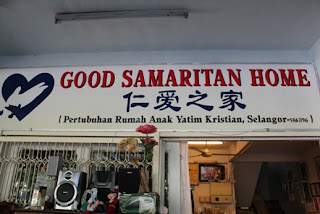 GOOD SAMARITAN HOME
仁爱之家
( Pertubuhan Rumah Anak Yatim Kristian, Selangor